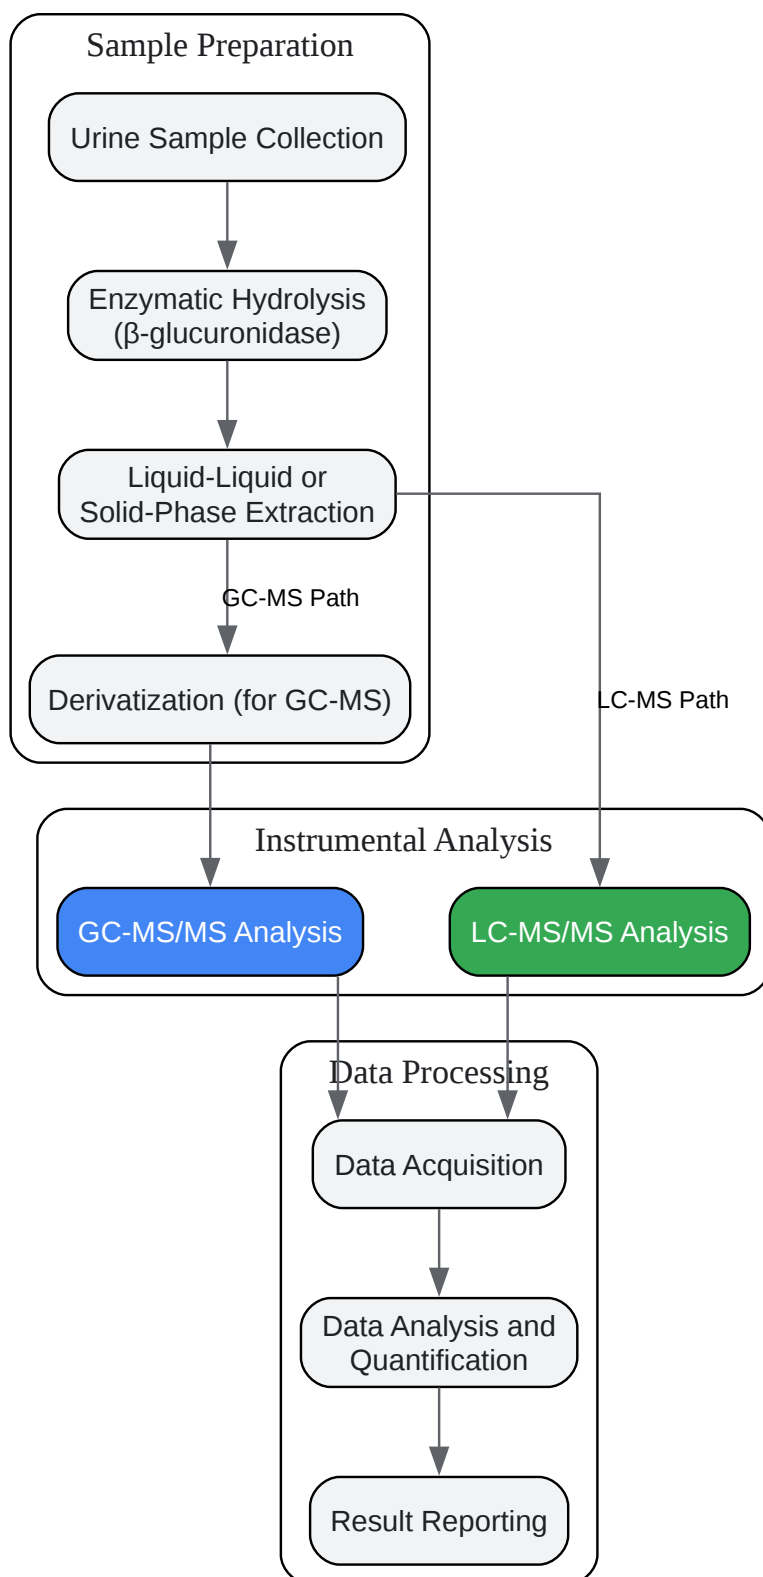 Sample Preparation
Urine Sample Collection
Enzymatic Hydrolysis
(β-glucuronidase)
Liquid-Liquid or
Solid-Phase Extraction
GC-MS Path
Derivatization (for GC-MS)
LC-MS Path
Instrumental Analysis
GC-MS/MS Analysis
LC-MS/MS Analysis
Data Processing
Data Acquisition
Data Analysis and
Quantification
Result Reporting